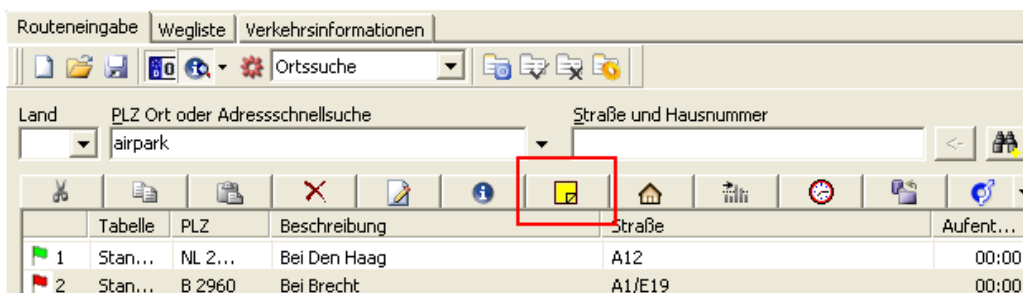 Routeneingabe Wegliste Verkehrsinformationen
Ortssuche
Land PLZ Ort oder Adressschnellsuche Straße und Hausnummer
airpark <-
Tabelle PLZ Beschreibung Straße Aufent...
1 Stan... NL 2... Bei Den Haag A12 00:00
2 Stan... B 2960 Bei Brecht A1/E19 00:00